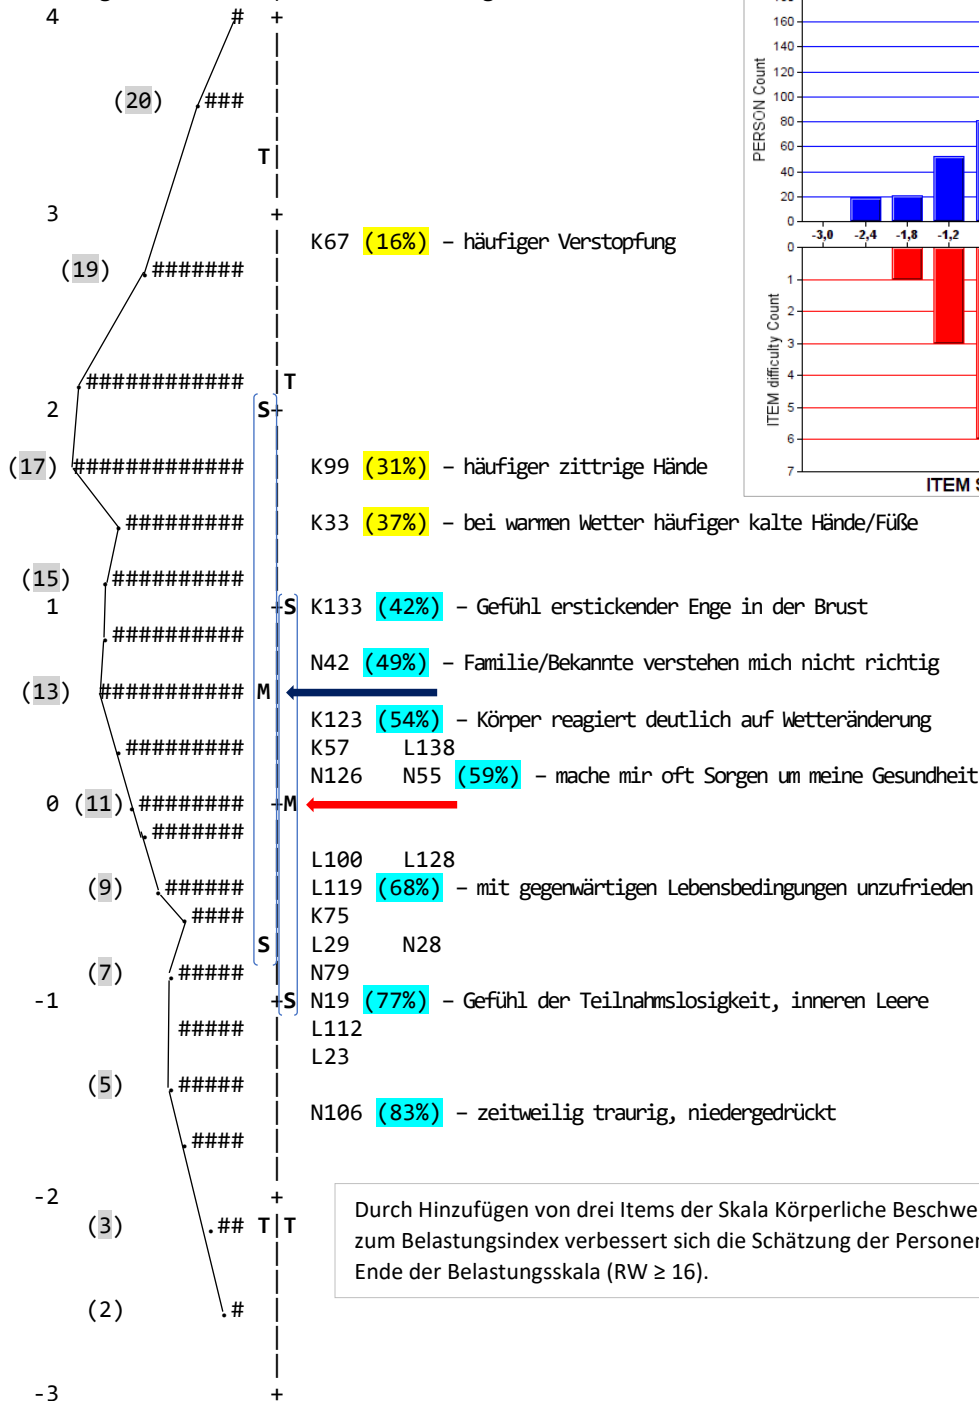 4 # +
(20) .###
T
3 +
K67 (16%) – häufiger Verstopfung
(19) .#######
.############ T
2 S+
(17) ############# K99 (31%) – häufiger zittrige Hände
.######### K33 (37%) – bei warmen Wetter häufiger kalte Hände/Füße
(15) .##########
1 +S K133 (42%) – Gefühl erstickender Enge in der Brust
.##########
N42 (49%) – Familie/Bekannte verstehen mich nicht richtig
(13) ########### M
K123 (54%) – Körper reagiert deutlich auf Wetteränderung
.######### K57 L138
N126 N55 (59%) – mache mir oft Sorgen um meine Gesundheit
0 (11) .######## +M
.#######
L100 L128
(9) .###### L119 (68%) – mit gegenwärtigen Lebensbedingungen unzufrieden
.#### K75
S L29 N28
(7) .##### N79
-1 +S N19 (77%) – Gefühl der Teilnahmslosigkeit, inneren Leere
##### L112
L23
(5) .#####
N106 (83%) – zeitweilig traurig, niedergedrückt
.####
-2 +
(3) .## T|T
(2) .#
-3 +
PERSON Count
160
140
120
100
80
60
40
20
0
-3,0 -2,4 -1,8 -1,2
ITEM difficulty Count
0
1
2
3
4
5
6
7
ITEM
Durch Hinzufügen von drei Items der Skala Körperliche Beschwe
zum Belastungsindex verbessert sich die Schätzung der Personen
Ende der Belastungsskala (RW ≥ 16).